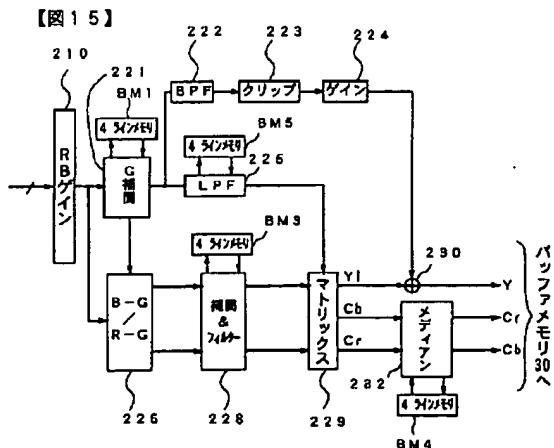 【図15】
210
221
BM1
4 ラインメモリ
222
223
224
BPF
クリップ
ゲイン
BM5
4 ラインメモリ
225
RBゲイン
G補間
LPF
BM3
4 ラインメモリ
230
B-G/R-G
補間&フィルター
マトリックス
Yl
Cb
Cr
メディアン
Y
Cr
Cb
バッファメモリ30へ
226
228
229
232
4 ラインメモリ
BM4